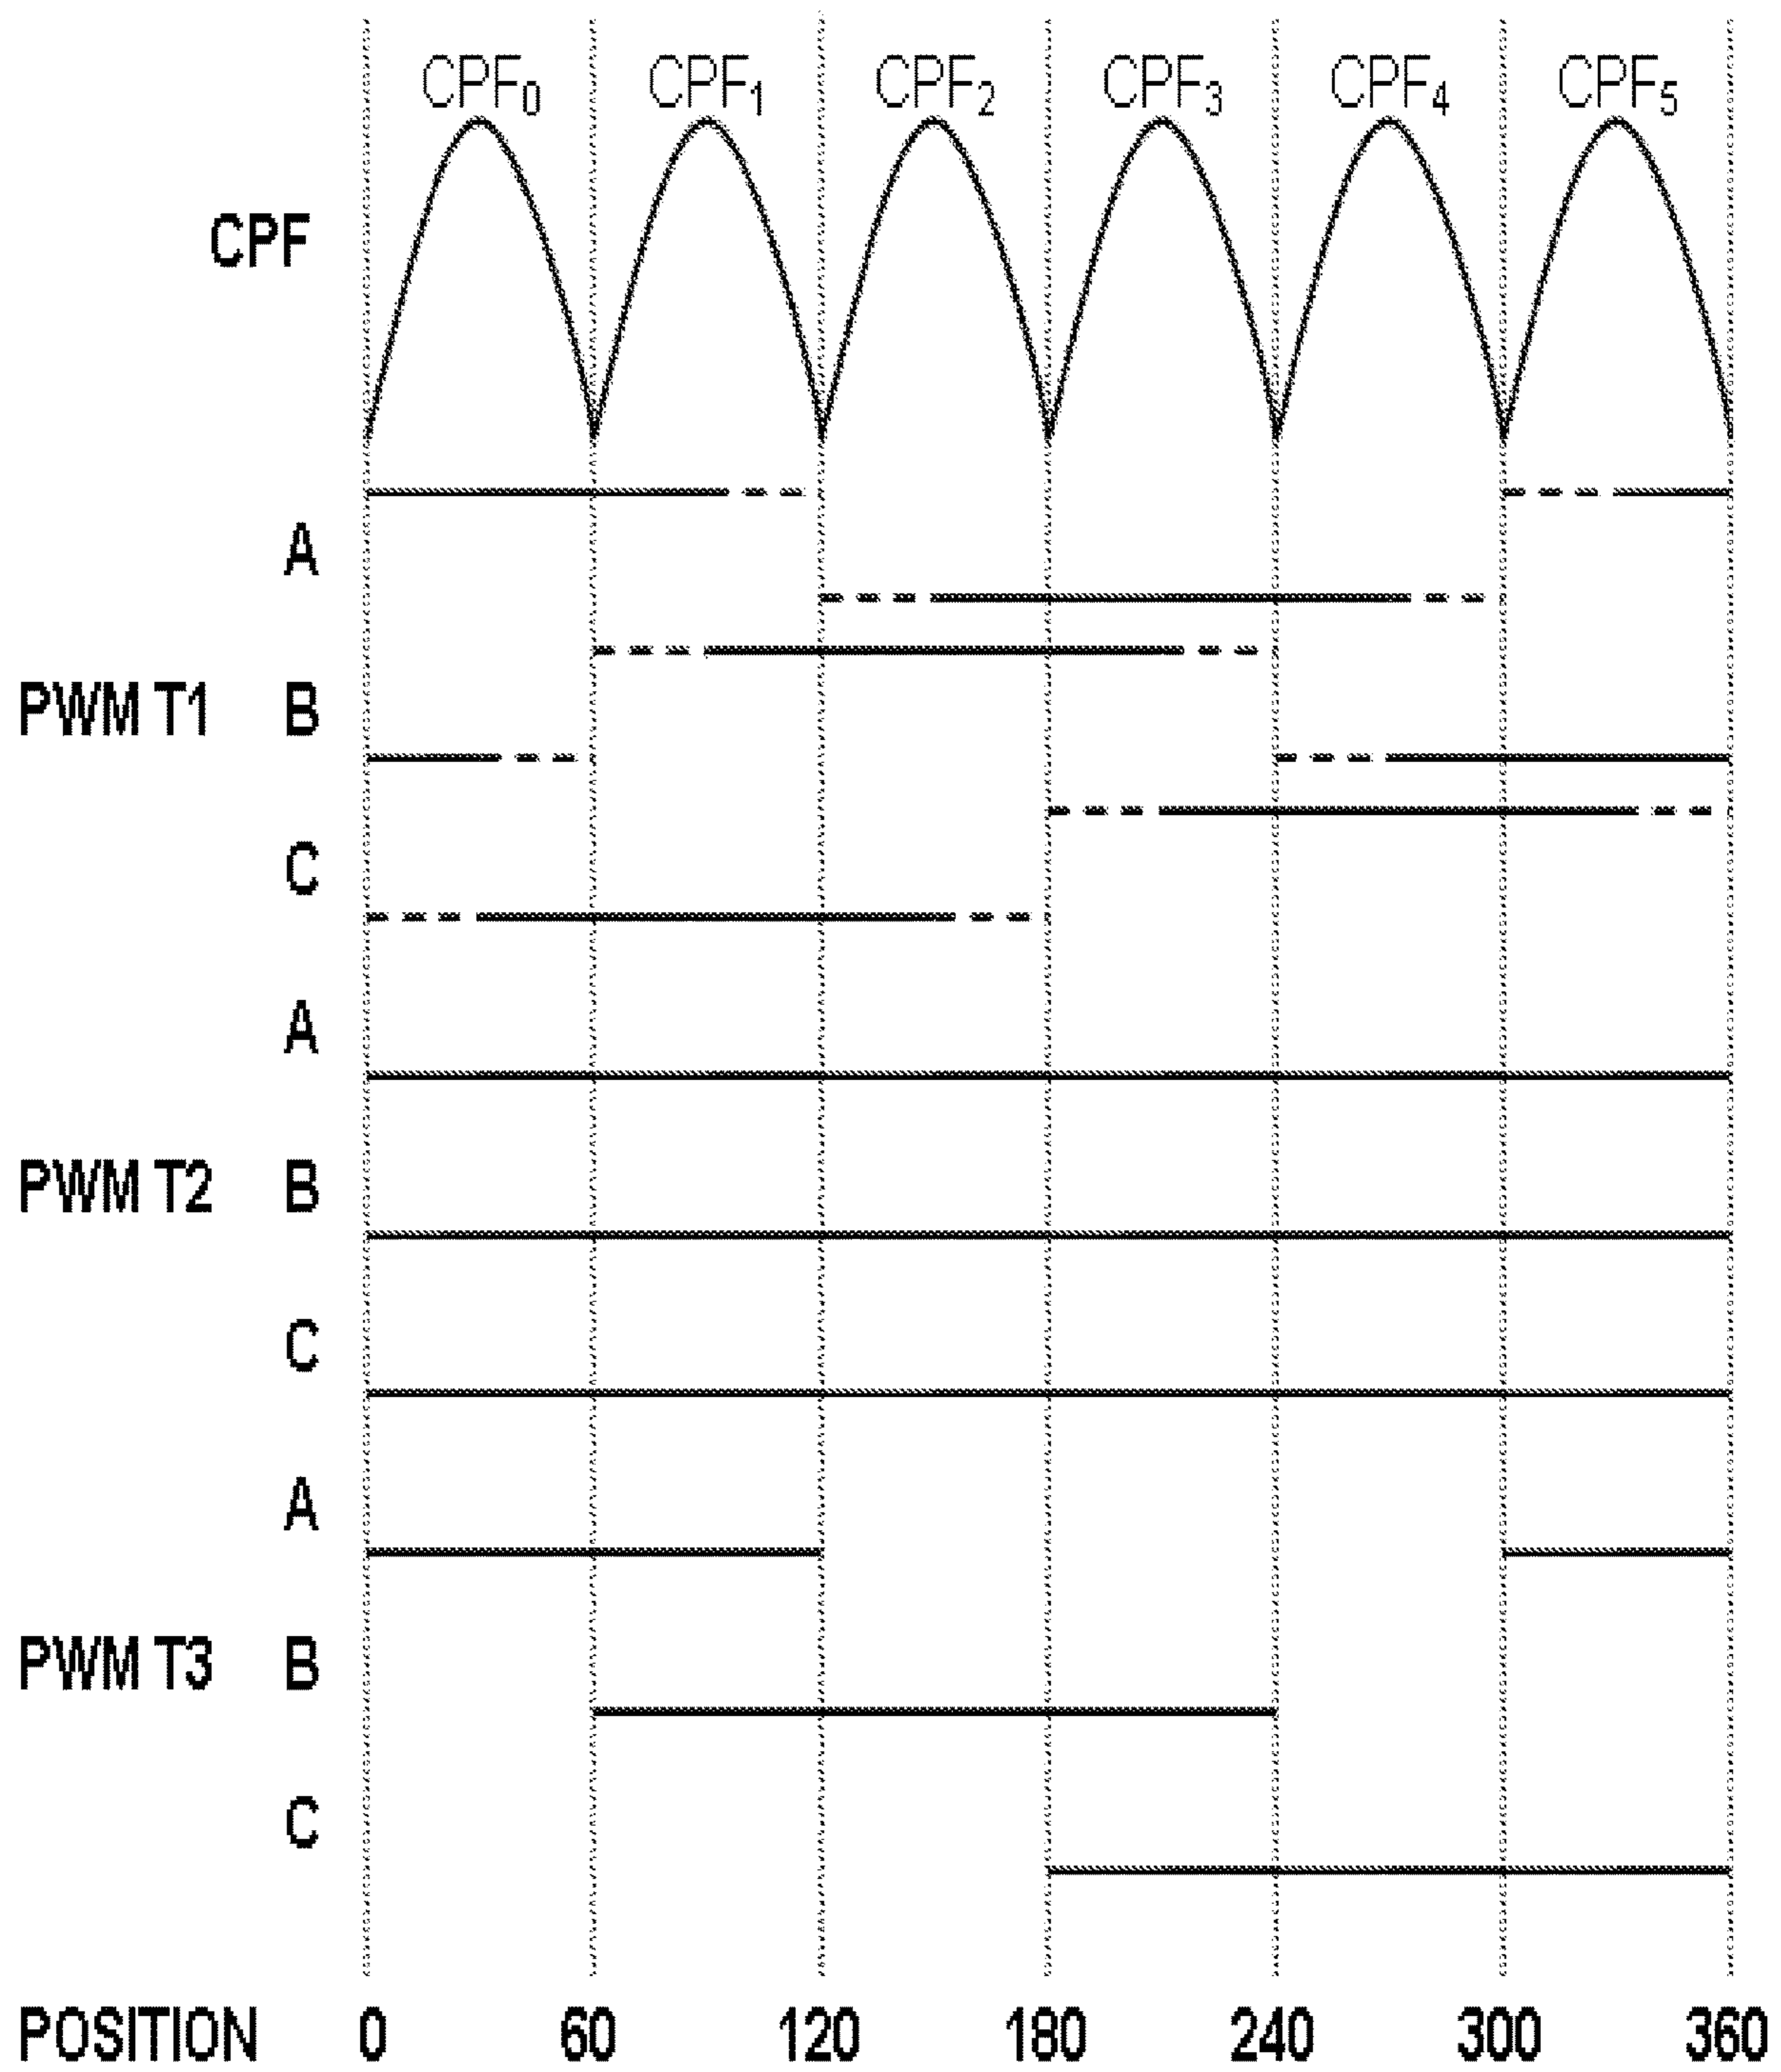 CPF₀ CPF₁ CPF₂ CPF₃ CPF₄ CPF₅
CPF
A
PWM T1 B
C
A
PWM T2 B
C
A
PWM T3 B
C
POSITION 0 60 120 180 240 300 360